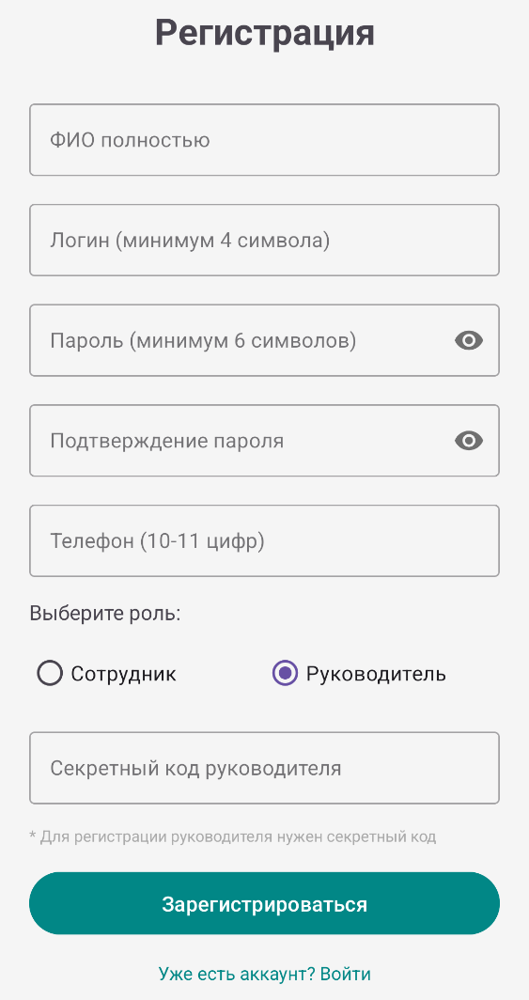 Регистрация
ФИО полностью
Логин (минимум 4 символа)
Пароль (минимум 6 символов)
Подтверждение пароля
Телефон (10-11 цифр)
Выберите роль:
Сотрудник
Руководитель
Секретный код руководителя
* Для регистрации руководителя нужен секретный код
Зарегистрироваться
Уже есть аккаунт? Войти